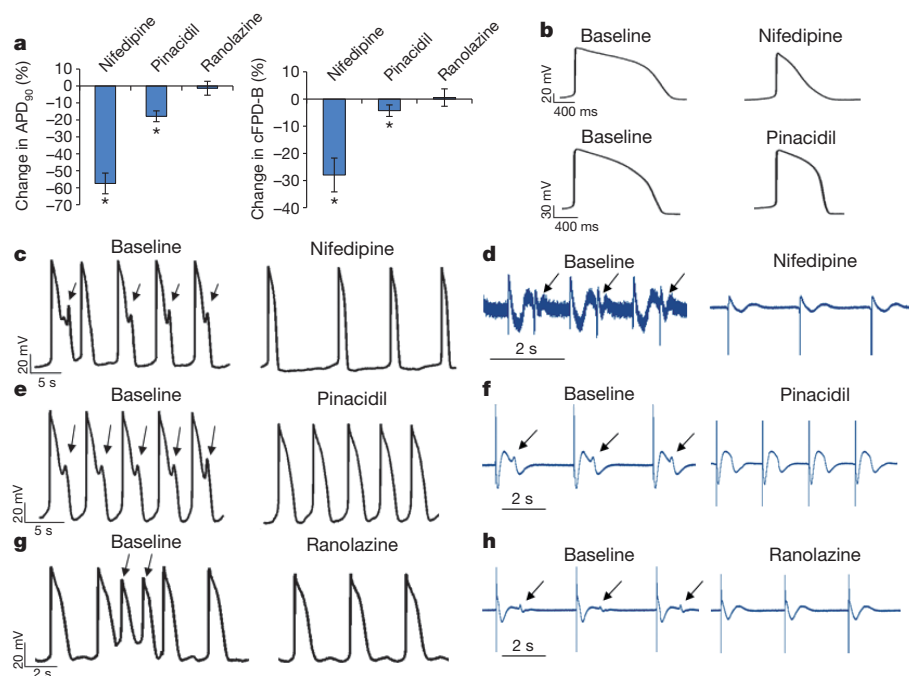 a
Nifedipine
Pinacidil
Ranolazine
Change in APD90 (%)
10
0
–10
–20
–30
–40
–50
–60
–70
*
*
Nifedipine
Pinacidil
Ranolazine
Change in cFPD-B (%)
10
0
–10
–20
–30
–40
*
*
b
Baseline
Nifedipine
20 mV
400 ms
Baseline
Pinacidil
30 mV
400 ms
c
Baseline
Nifedipine
20 mV
5 s
d
Baseline
Nifedipine
2 s
e
Baseline
Pinacidil
20 mV
5 s
f
Baseline
Pinacidil
2 s
g
Baseline
Ranolazine
20 mV
2 s
h
Baseline
Ranolazine
2 s